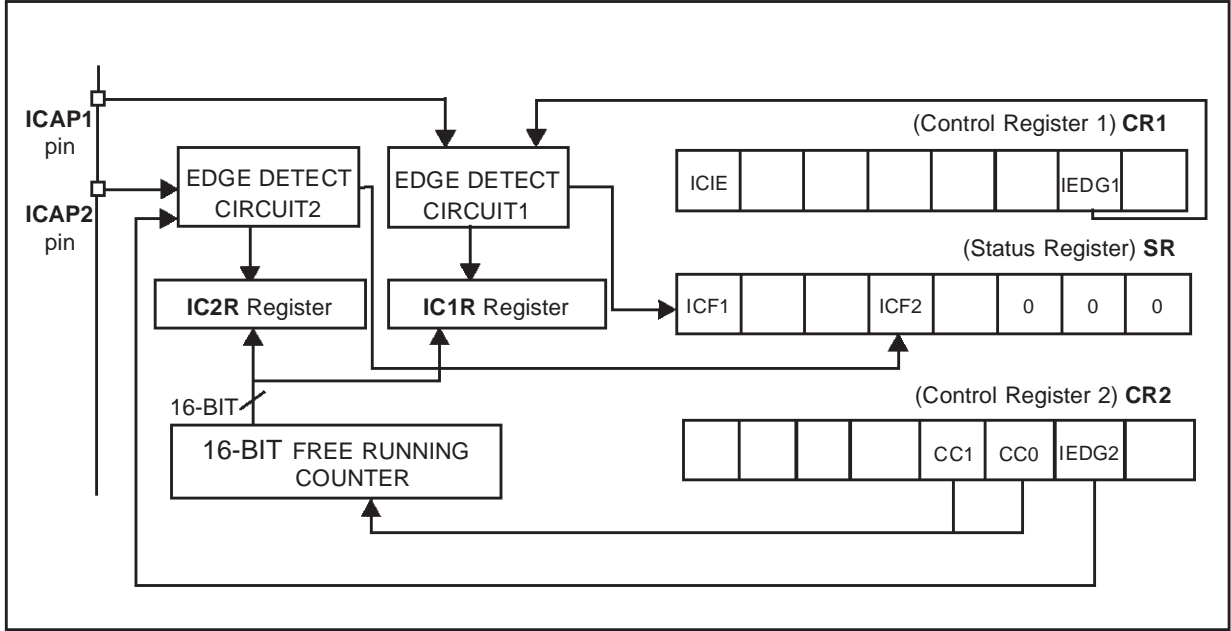 ICAP1
pin
ICAP2
pin
EDGE DETECT
CIRCUIT2
EDGE DETECT
CIRCUIT1
IC2R Register
IC1R Register
16-BIT
16-BIT FREE RUNNING
COUNTER
(Control Register 1) CR1
ICIE
IEDG1
(Status Register) SR
ICF1
ICF2
0
0
0
(Control Register 2) CR2
CC1
CC0
IEDG2